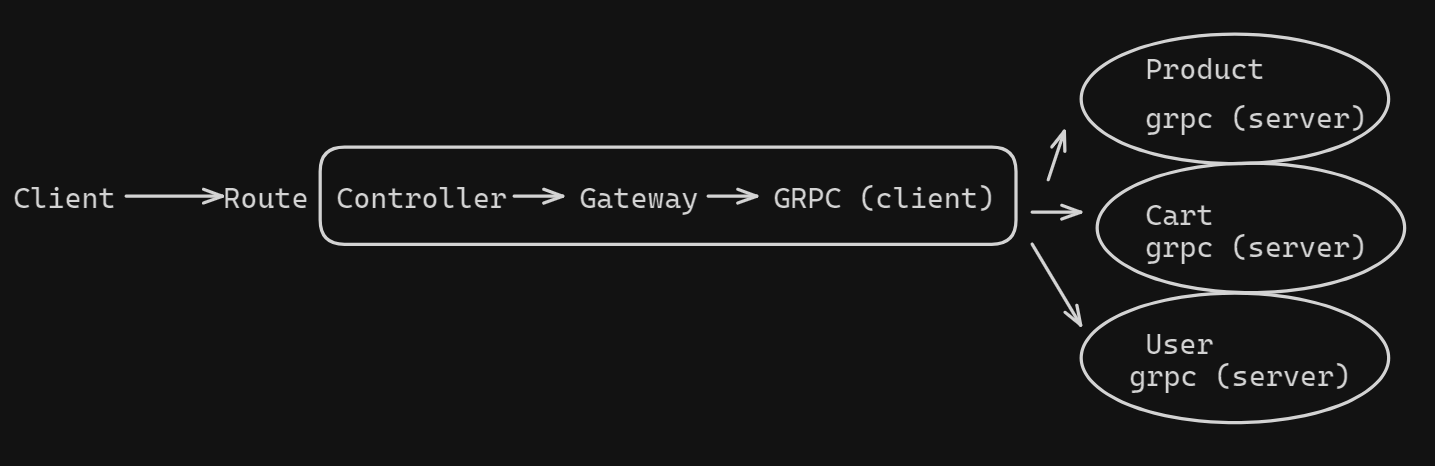 Client Route Controller Gateway GRPC (client)
Product
grpc (server)
Cart
grpc (server)
User
grpc (server)